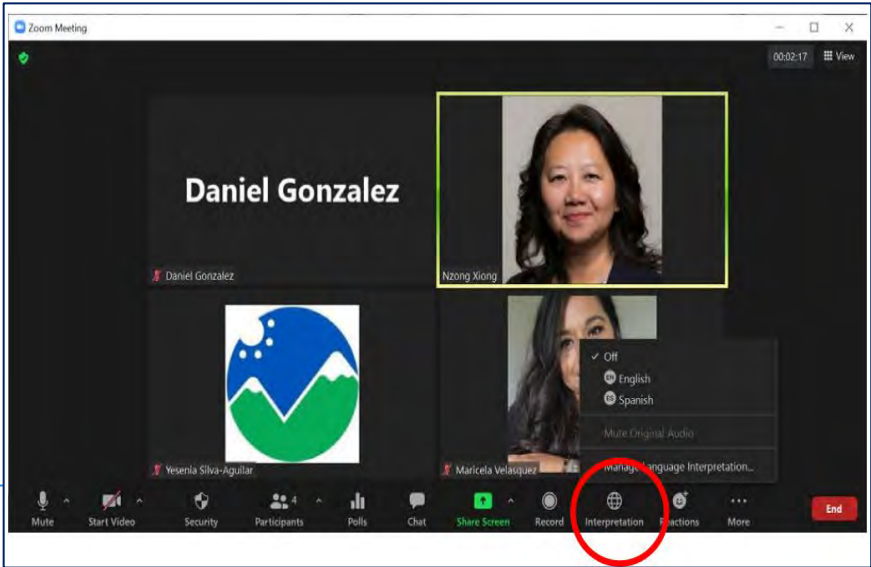 Zoom Meeting
00:02:17 View
Daniel Gonzalez
Daniel Gonzalez
Nzong Xiong
Off
EN English
ES Spanish
Mute Original Audio
Manage Language Interpretation...
Yesenia Silva-Aguilar
Maricela Velasquez
Mute
Start Video
Security
4
Participants
Polls
Chat
Share Screen
Record
Interpretation
Reactions
More
End